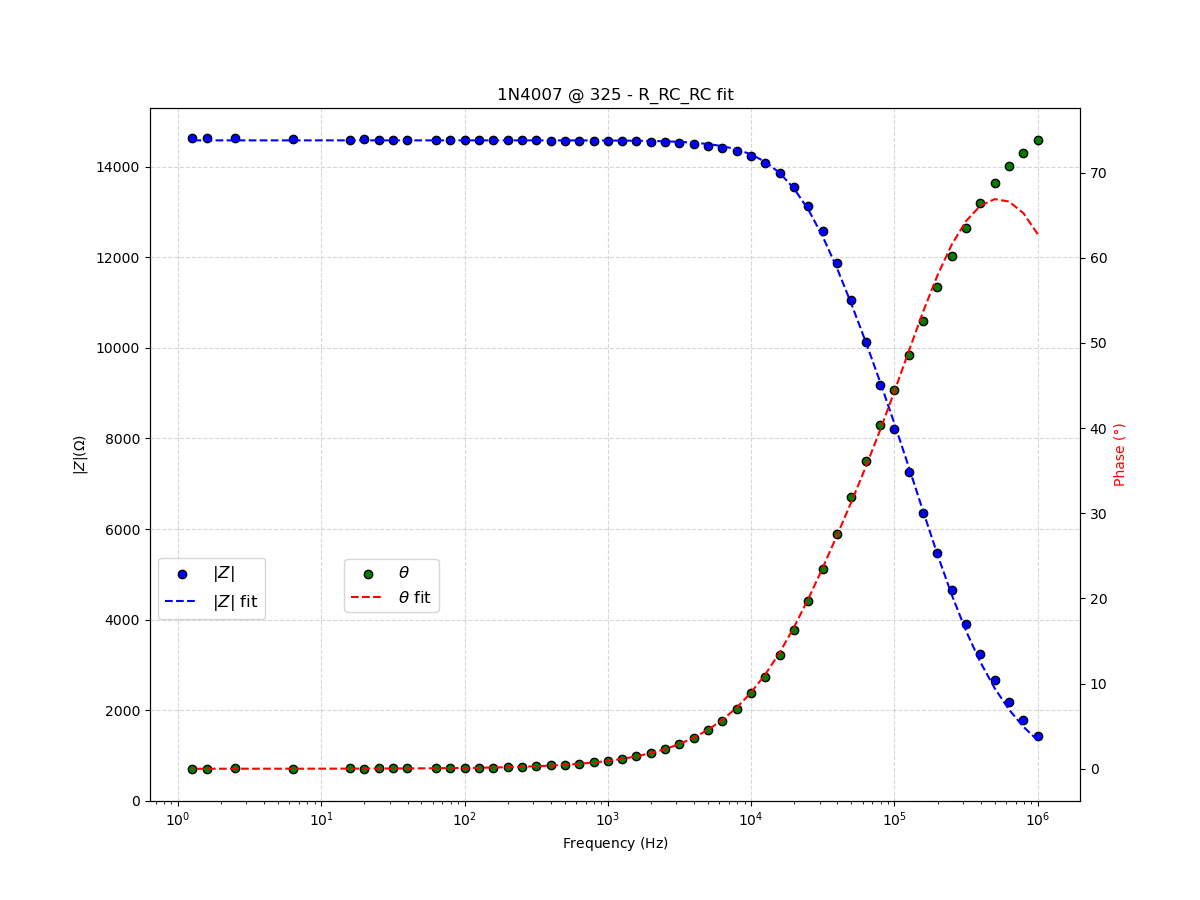 1N4007 @ 325 - R_RC_RC fit
|Z|(Ω)
14000
12000
10000
8000
6000
4000
2000
0
70
60
50
40
30
20
10
0
Phase (°)
|Z|
|Z| fit
θ
θ fit
10⁰
10¹
10²
10³
10⁴
10⁵
10⁶
Frequency (Hz)